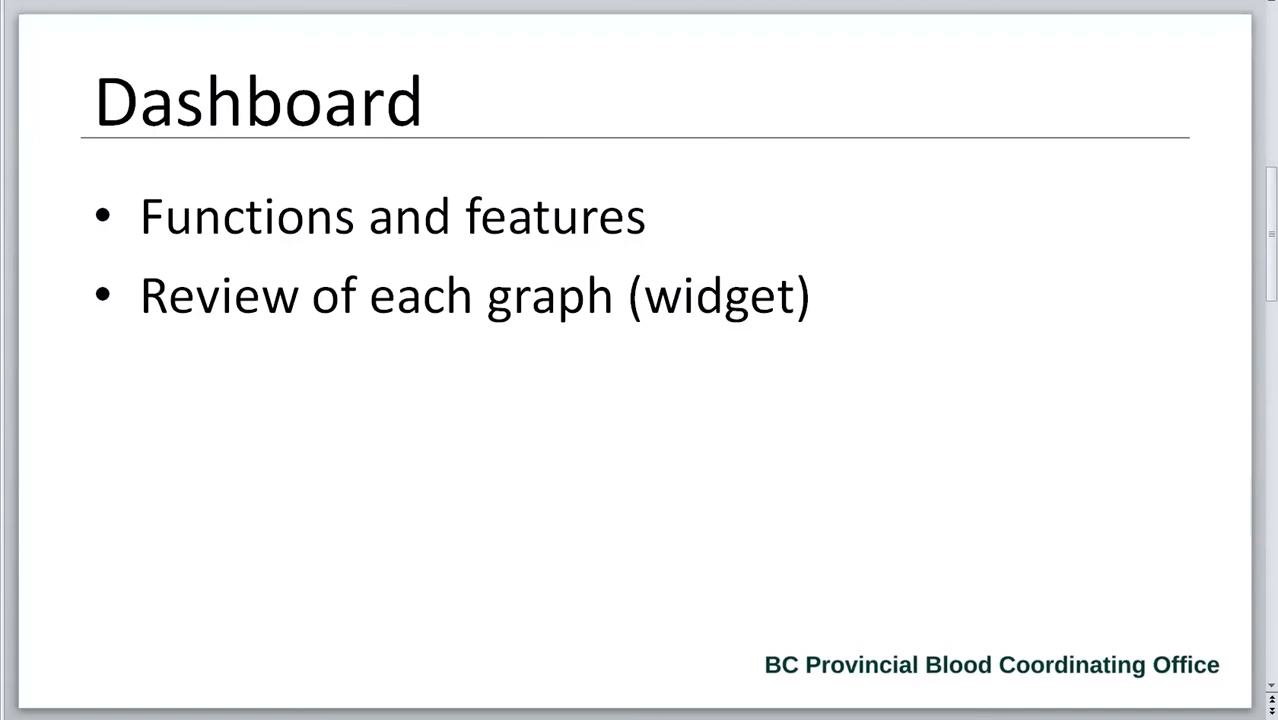 Dashboard
• Functions and features
• Review of each graph (widget)
BC Provincial Blood Coordinating Office